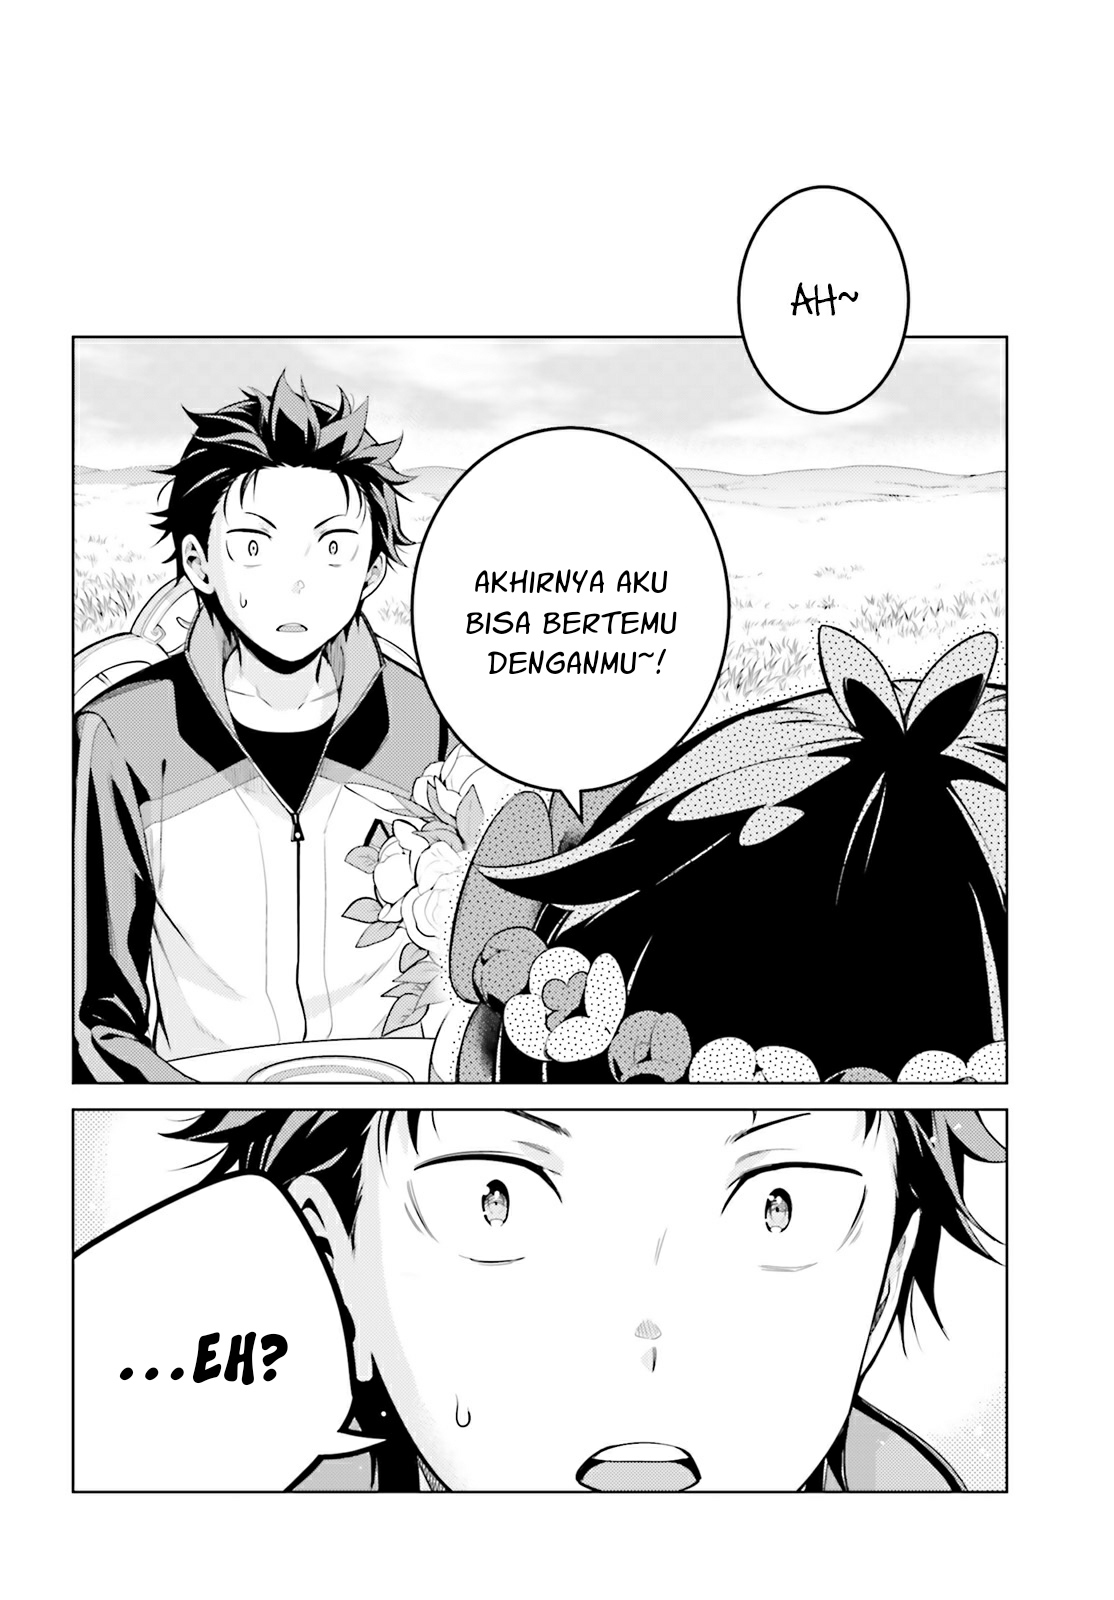 AH~
AKHIRNYA AKU
BISA BERTEMU
DENGANMU~!
...EH?